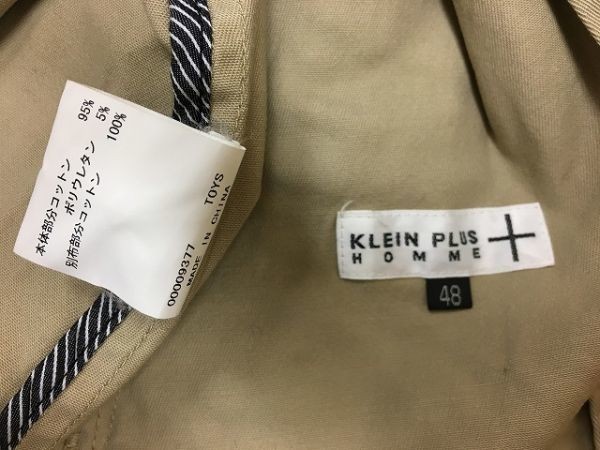 本体部分コットン 95%
ポリウレタン 5%
別布部分コットン 100%
00009377 TOYS
MADE IN CHINA
KLEIN PLUS
HOMME
48